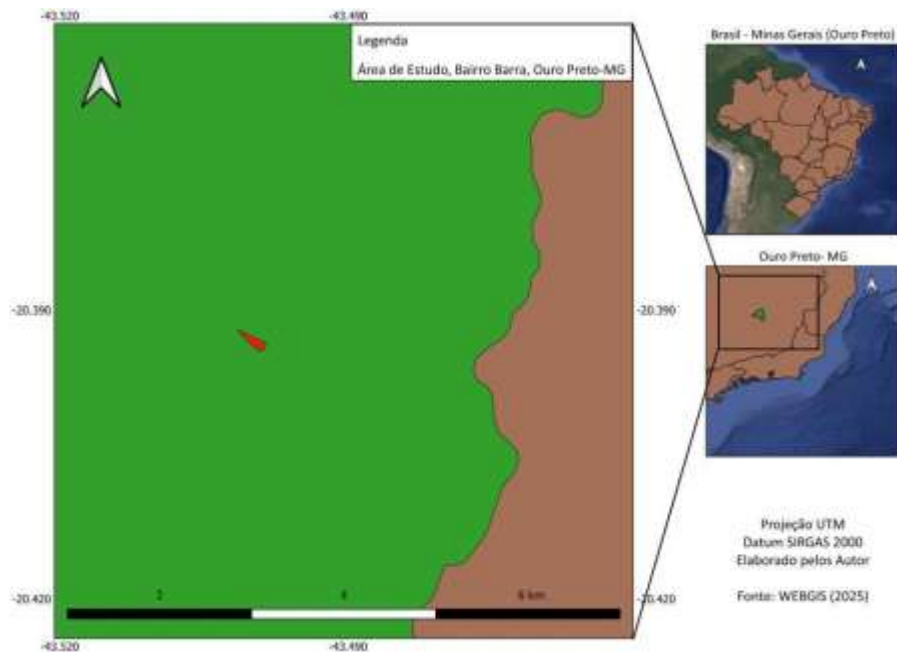 -43.520
-43.490
Legenda
Área de Estudo, Bairro Barra, Ouro Preto-MG
-20.390
-20.390
2
4
6 km
-20.420
-20.420
-43.520
-43.490
Brasil - Minas Gerais (Ouro Preto)
Ouro Preto- MG
Projeção UTM
Datum SIRGAS 2000
Elaborado pelos Autor
Fonte: WEBGIS (2025)